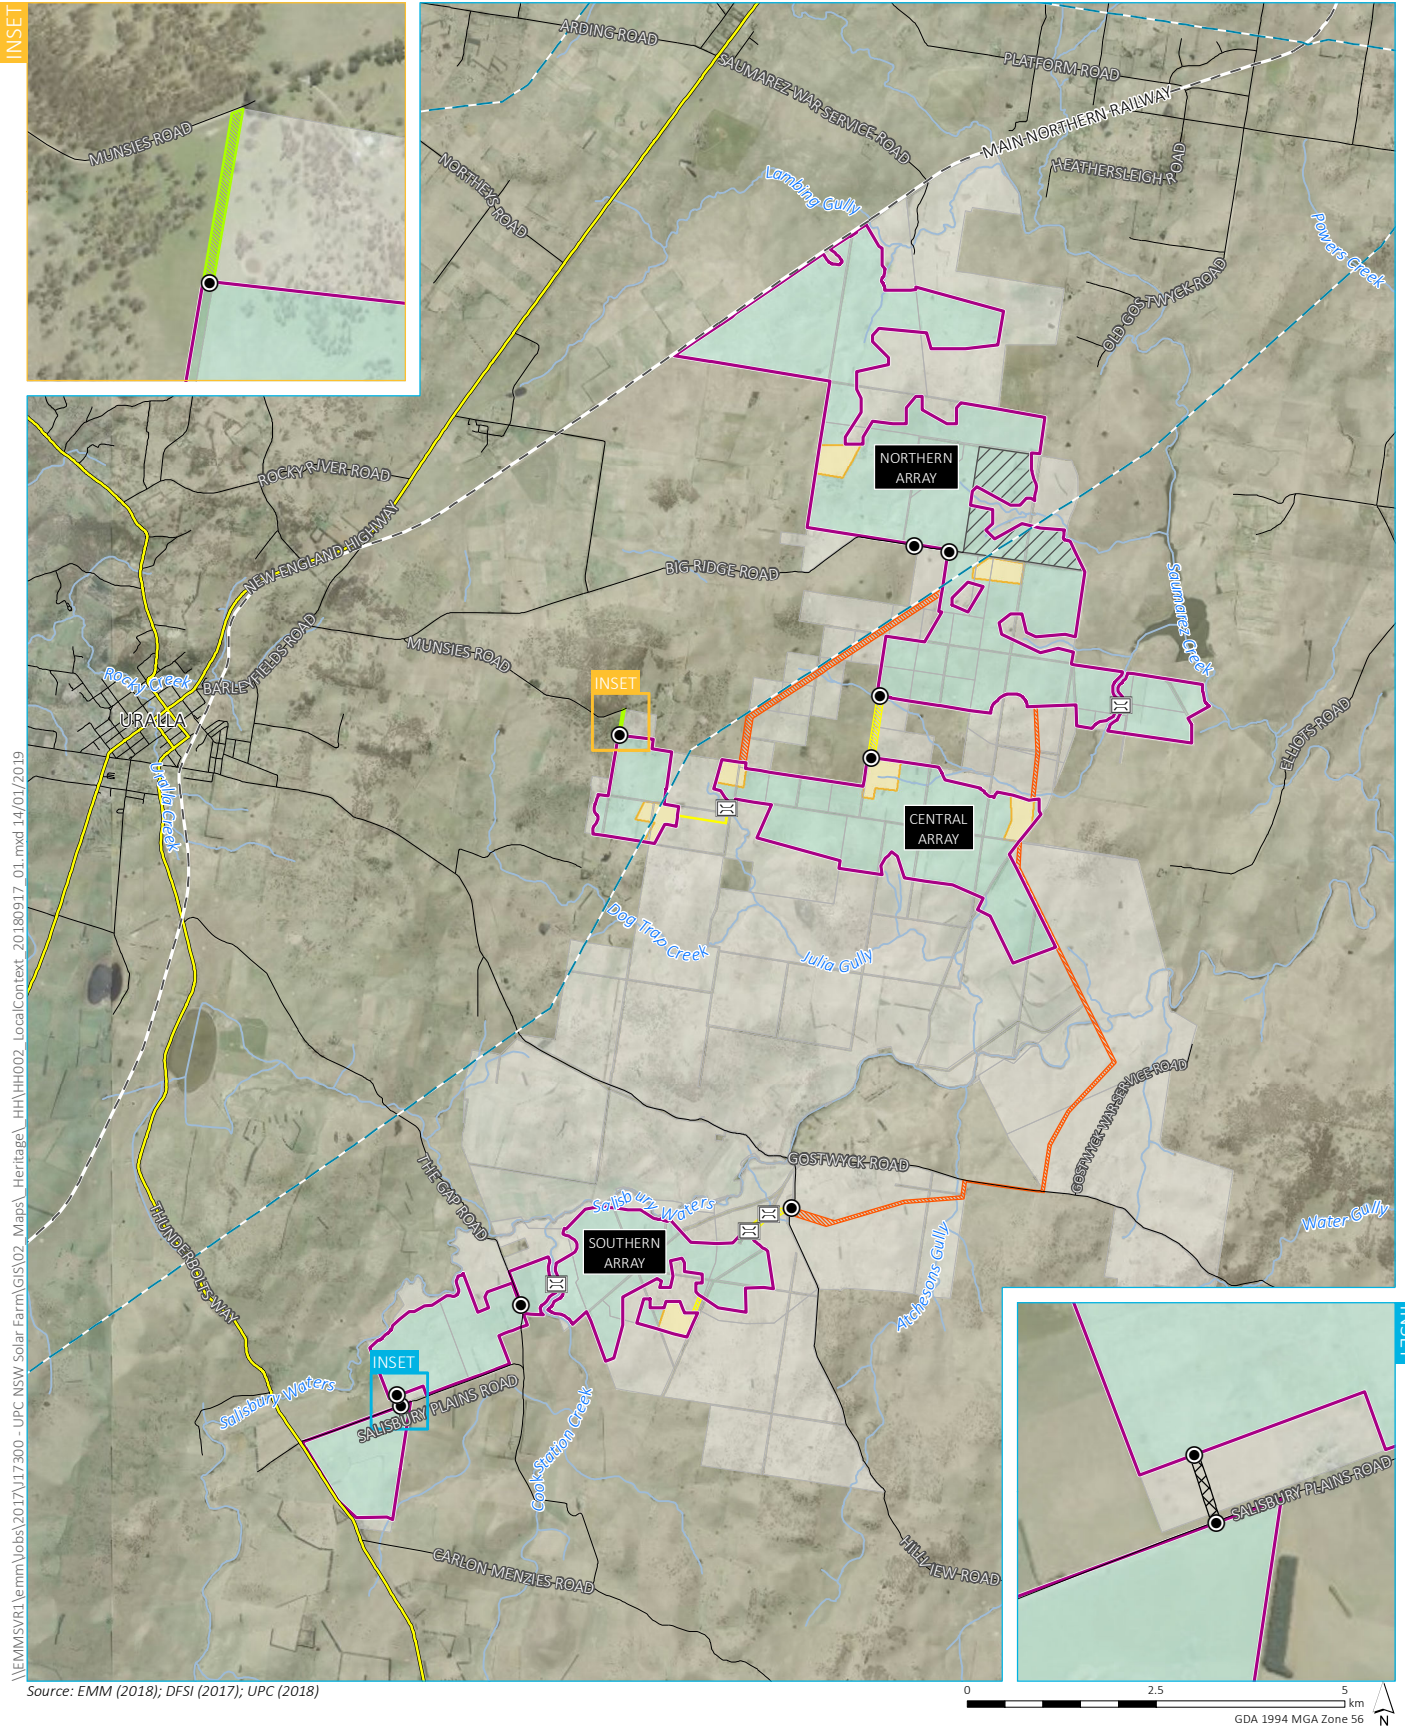 INSET
MUNSIES ROAD
ARDING ROAD
SAUMAREZ WAR SERVICE ROAD
PLATFORM ROAD
MAIN NORTHERN RAILWAY
HEATHERSLEIGH ROAD
NORTHEYS ROAD
Lambing Gully
Powers Creek
OLD GOSTWYCK ROAD
ROCKY RIVER ROAD
NEW ENGLAND HIGHWAY
NORTHERN
ARRAY
BIG RIDGE ROAD
Saumarez Creek
BARLEYFIELDS ROAD
MUNSIES ROAD
Rocky Creek
URALLA
Uralla Creek
INSET
ELLIOTS ROAD
CENTRAL
ARRAY
Dog Trap Creek
Julia Gully
GOSTWYCK WAR SERVICE ROAD
GOSTWYCK ROAD
THE GAP ROAD
Salisbury Waters
Water Gully
SOUTHERN
ARRAY
Atchesons Gully
THUNDERBOLTS WAY
INSET
Salisbury Waters
SALISBURY PLAINS ROAD
Cook Station Creek
CARLON MENZIES ROAD
HILLVIEW ROAD
INSET
SALISBURY PLAINS ROAD
\\EMMSVR1\emm\Jobs\2017\J17300 - UPC NSW Solar Farm\GIS\02_Maps\_Heritage\_HH\HH002_LocalContext_20180917_01.mxd 14/01/2019
Source: EMM (2018); DFSI (2017); UPC (2018)
0 2.5 5
km
GDA 1994 MGA Zone 56
N